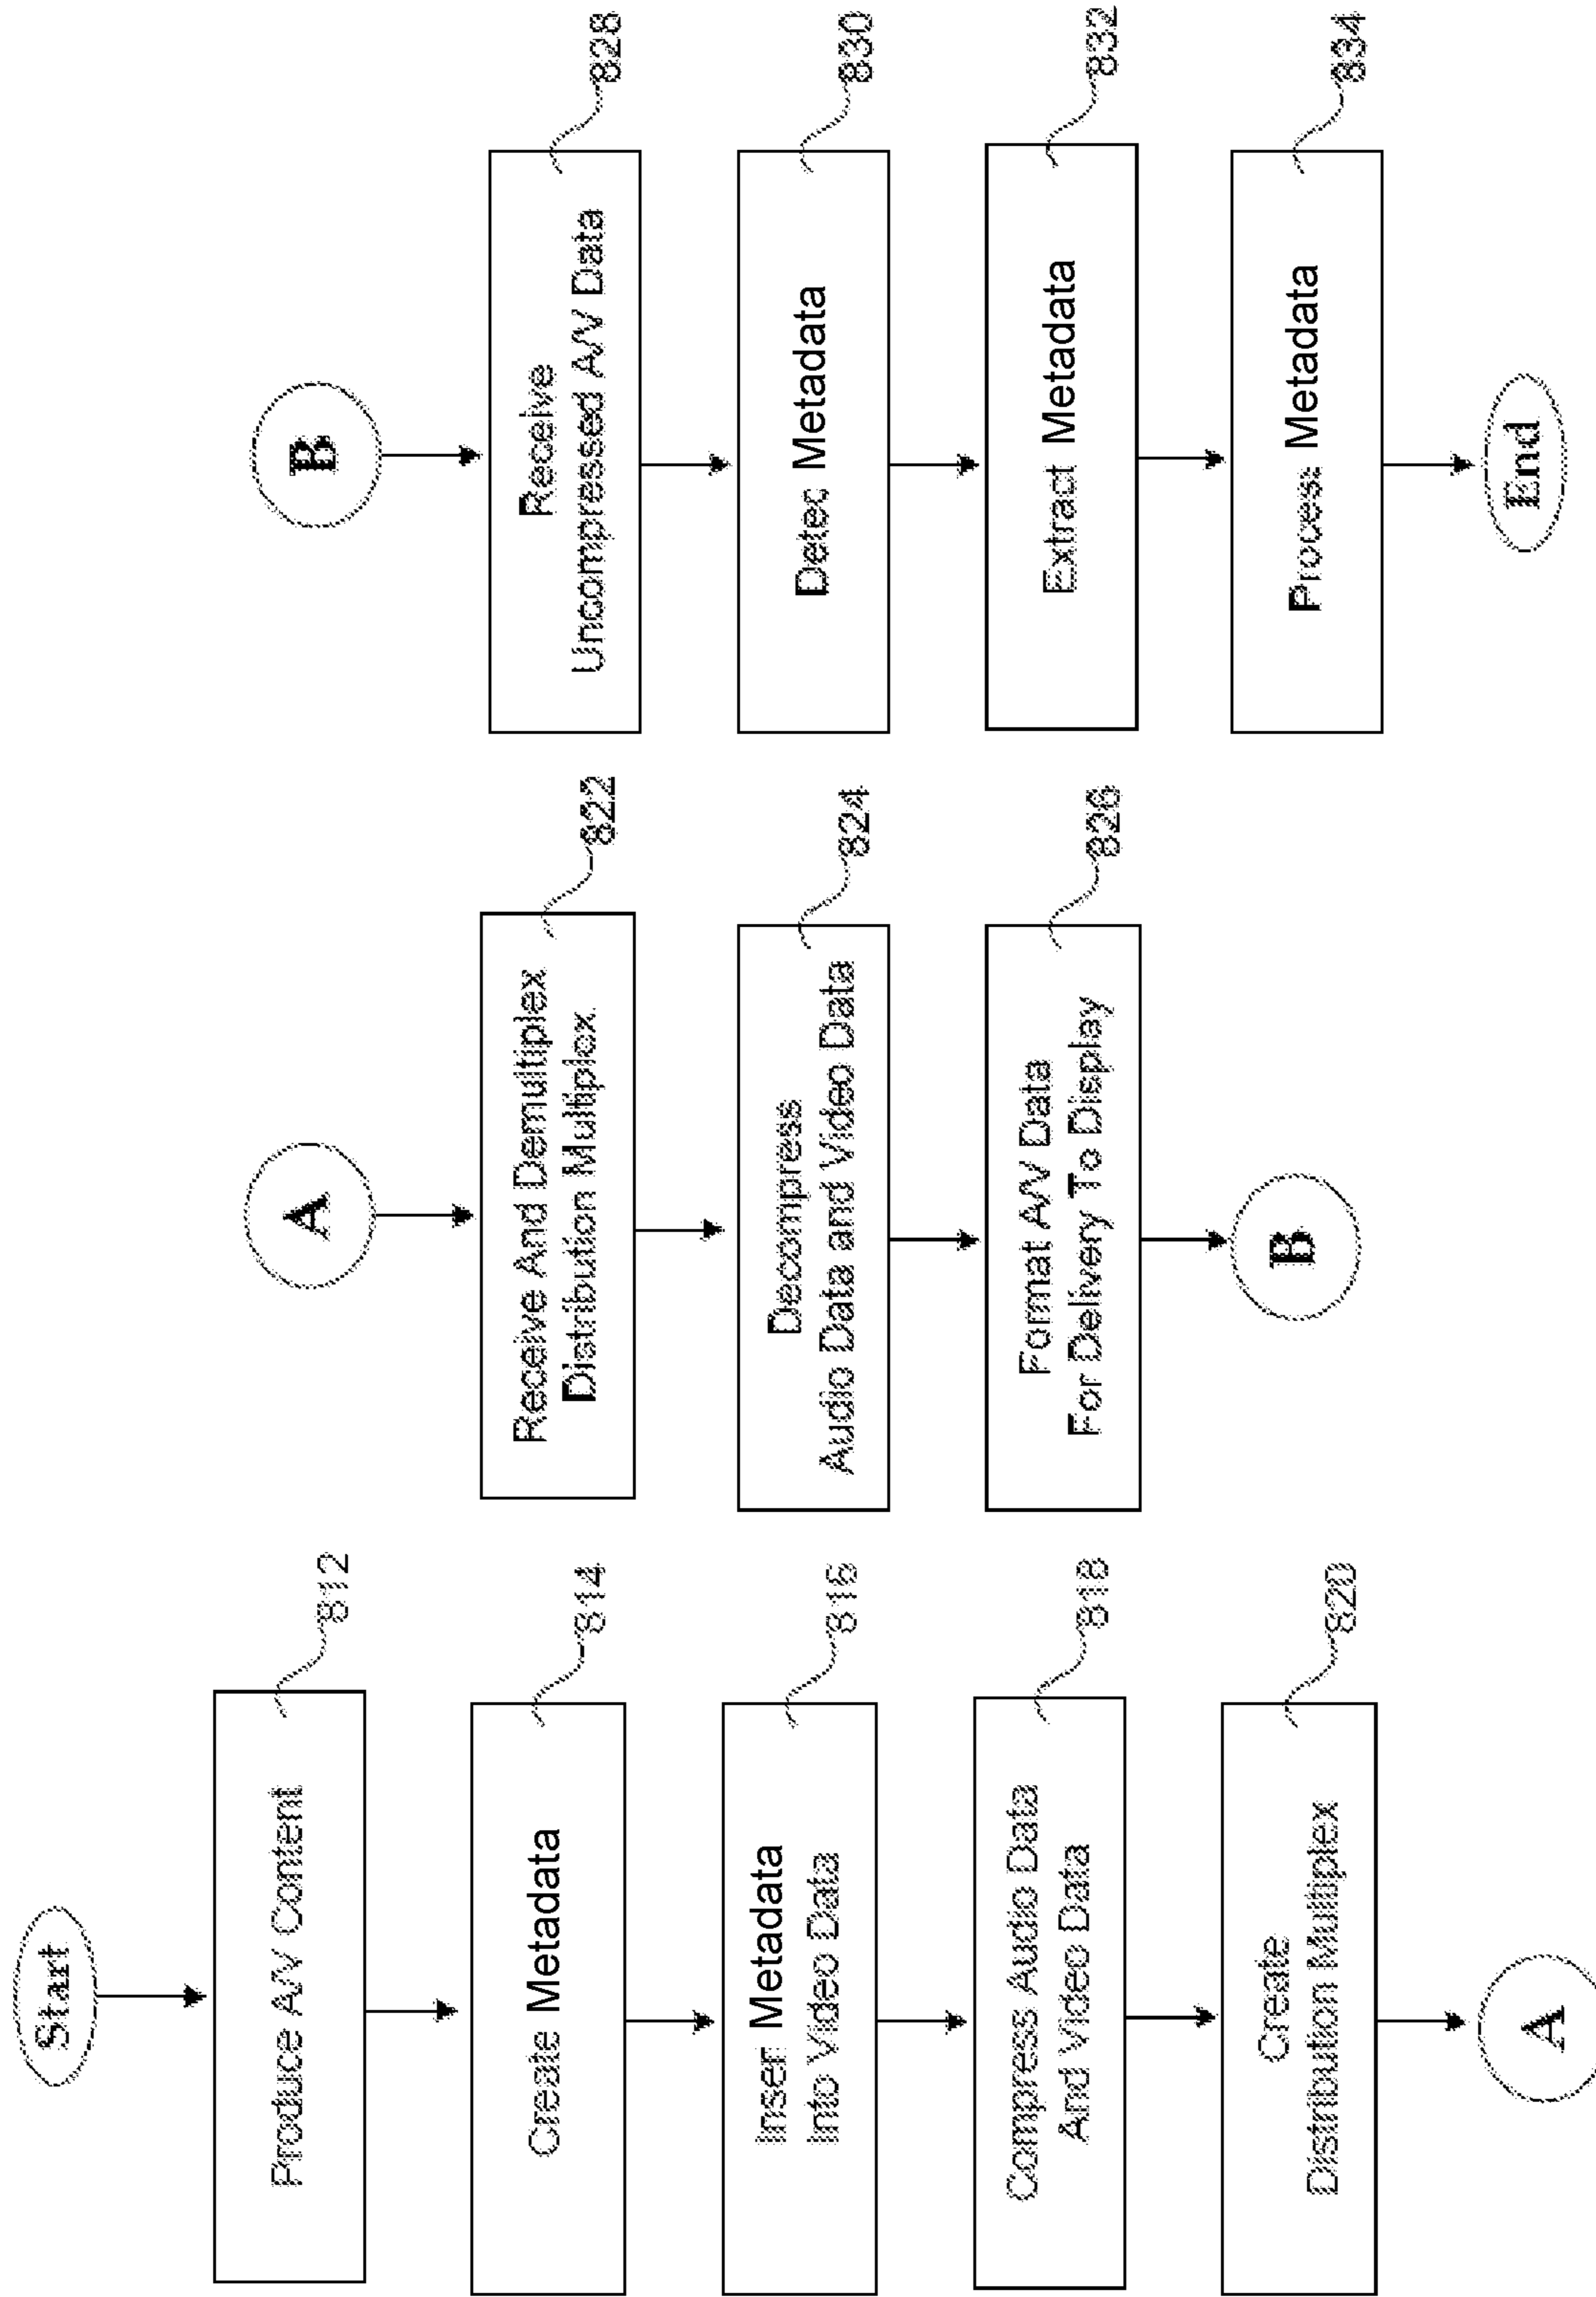 Start
Produce A/V Content
812
Create Metadata
814
Inser Metadata
Into Video Data
816
Compress Audio Data
And Video Data
818
Create
Distribution Multiplex
820
A
A
Receive And Demultiplex
Distribution Multiplex.
822
Decompress
Audio Data and Video Data
824
Format A/V Data
For Delivery To Display
826
B
B
Receive
Uncompressed A/V Data
828
Detec Metadata
830
Extract Metadata
832
Process Metadata
834
End